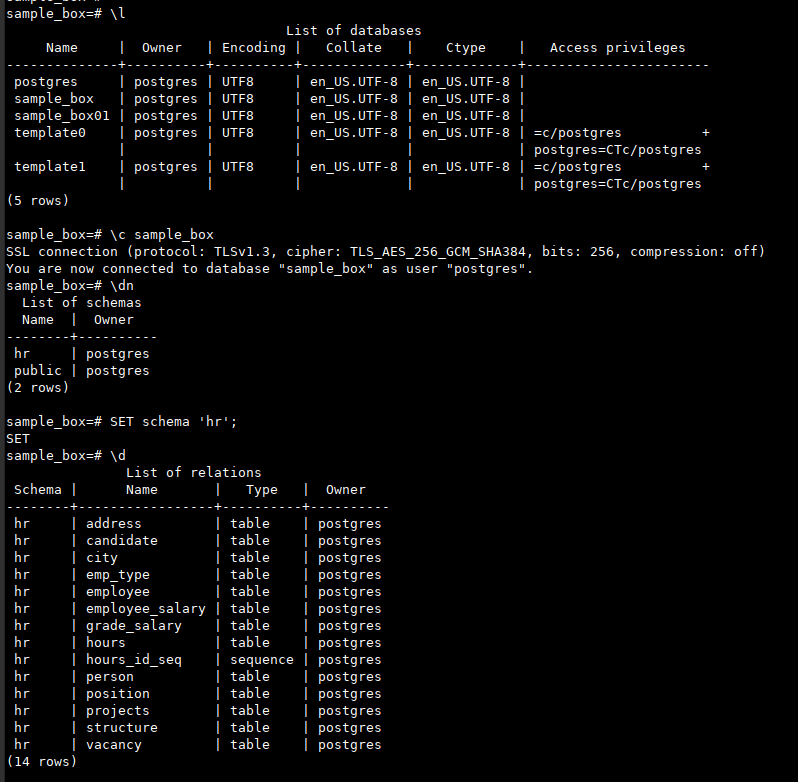 sample_box=# \l
                                   List of databases
     Name     |  Owner   | Encoding |   Collate   |    Ctype    |   Access privileges
--------------+----------+----------+-------------+-------------+-----------------------
 postgres     | postgres | UTF8     | en_US.UTF-8 | en_US.UTF-8 |
 sample_box   | postgres | UTF8     | en_US.UTF-8 | en_US.UTF-8 |
 sample_box01 | postgres | UTF8     | en_US.UTF-8 | en_US.UTF-8 |
 template0    | postgres | UTF8     | en_US.UTF-8 | en_US.UTF-8 | =c/postgres          +
              |          |          |             |             | postgres=CTc/postgres
 template1    | postgres | UTF8     | en_US.UTF-8 | en_US.UTF-8 | =c/postgres          +
              |          |          |             |             | postgres=CTc/postgres
(5 rows)

sample_box=# \c sample_box
SSL connection (protocol: TLSv1.3, cipher: TLS_AES_256_GCM_SHA384, bits: 256, compression: off)
You are now connected to database "sample_box" as user "postgres".
sample_box=# \dn
  List of schemas
  Name  |  Owner
--------+----------
 hr     | postgres
 public | postgres
(2 rows)

sample_box=# SET schema 'hr';
SET
sample_box=# \d
               List of relations
 Schema |      Name       |   Type   |  Owner
--------+-----------------+----------+----------
 hr     | address         | table    | postgres
 hr     | candidate       | table    | postgres
 hr     | city            | table    | postgres
 hr     | emp_type        | table    | postgres
 hr     | employee        | table    | postgres
 hr     | employee_salary | table    | postgres
 hr     | grade_salary    | table    | postgres
 hr     | hours           | table    | postgres
 hr     | hours_id_seq    | sequence | postgres
 hr     | person          | table    | postgres
 hr     | position        | table    | postgres
 hr     | projects        | table    | postgres
 hr     | structure       | table    | postgres
 hr     | vacancy         | table    | postgres
(14 rows)